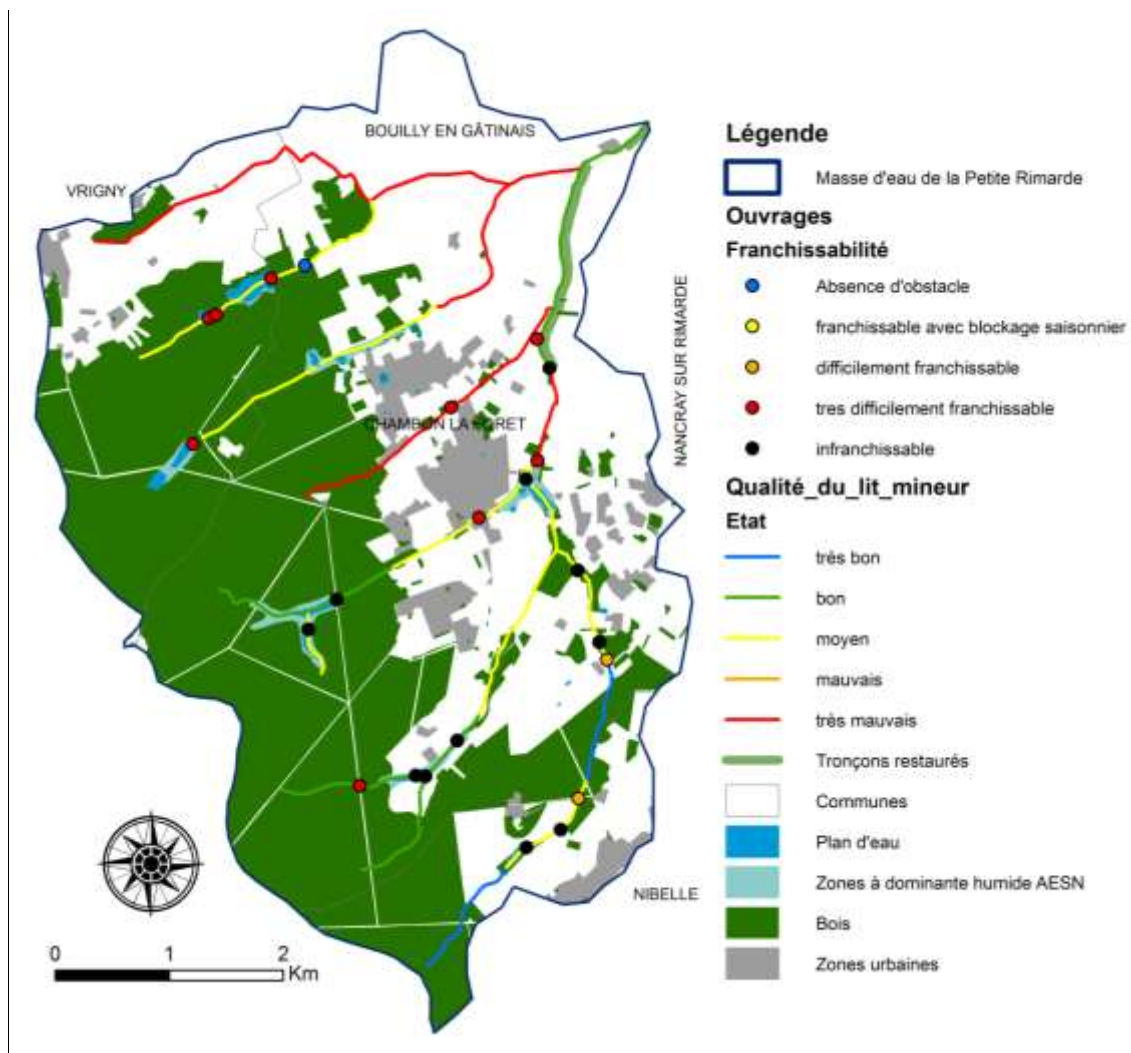 BOUILLY EN GÂTINAIS
VRIGNY
NANCRAY SUR RIMARDE
CHAMBON LA FORET
NIBELLE
0 1 2
Km
Légende
Masse d'eau de la Petite Rimarde
Ouvrages
Franchissabilité
Absence d'obstacle
franchissable avec blockage saisonnier
difficilement franchissable
tres difficilement franchissable
infranchissable
Qualité_du_lit_mineur
Etat
très bon
bon
moyen
mauvais
très mauvais
Tronçons restaurés
Communes
Plan d'eau
Zones à dominante humide AESN
Bois
Zones urbaines